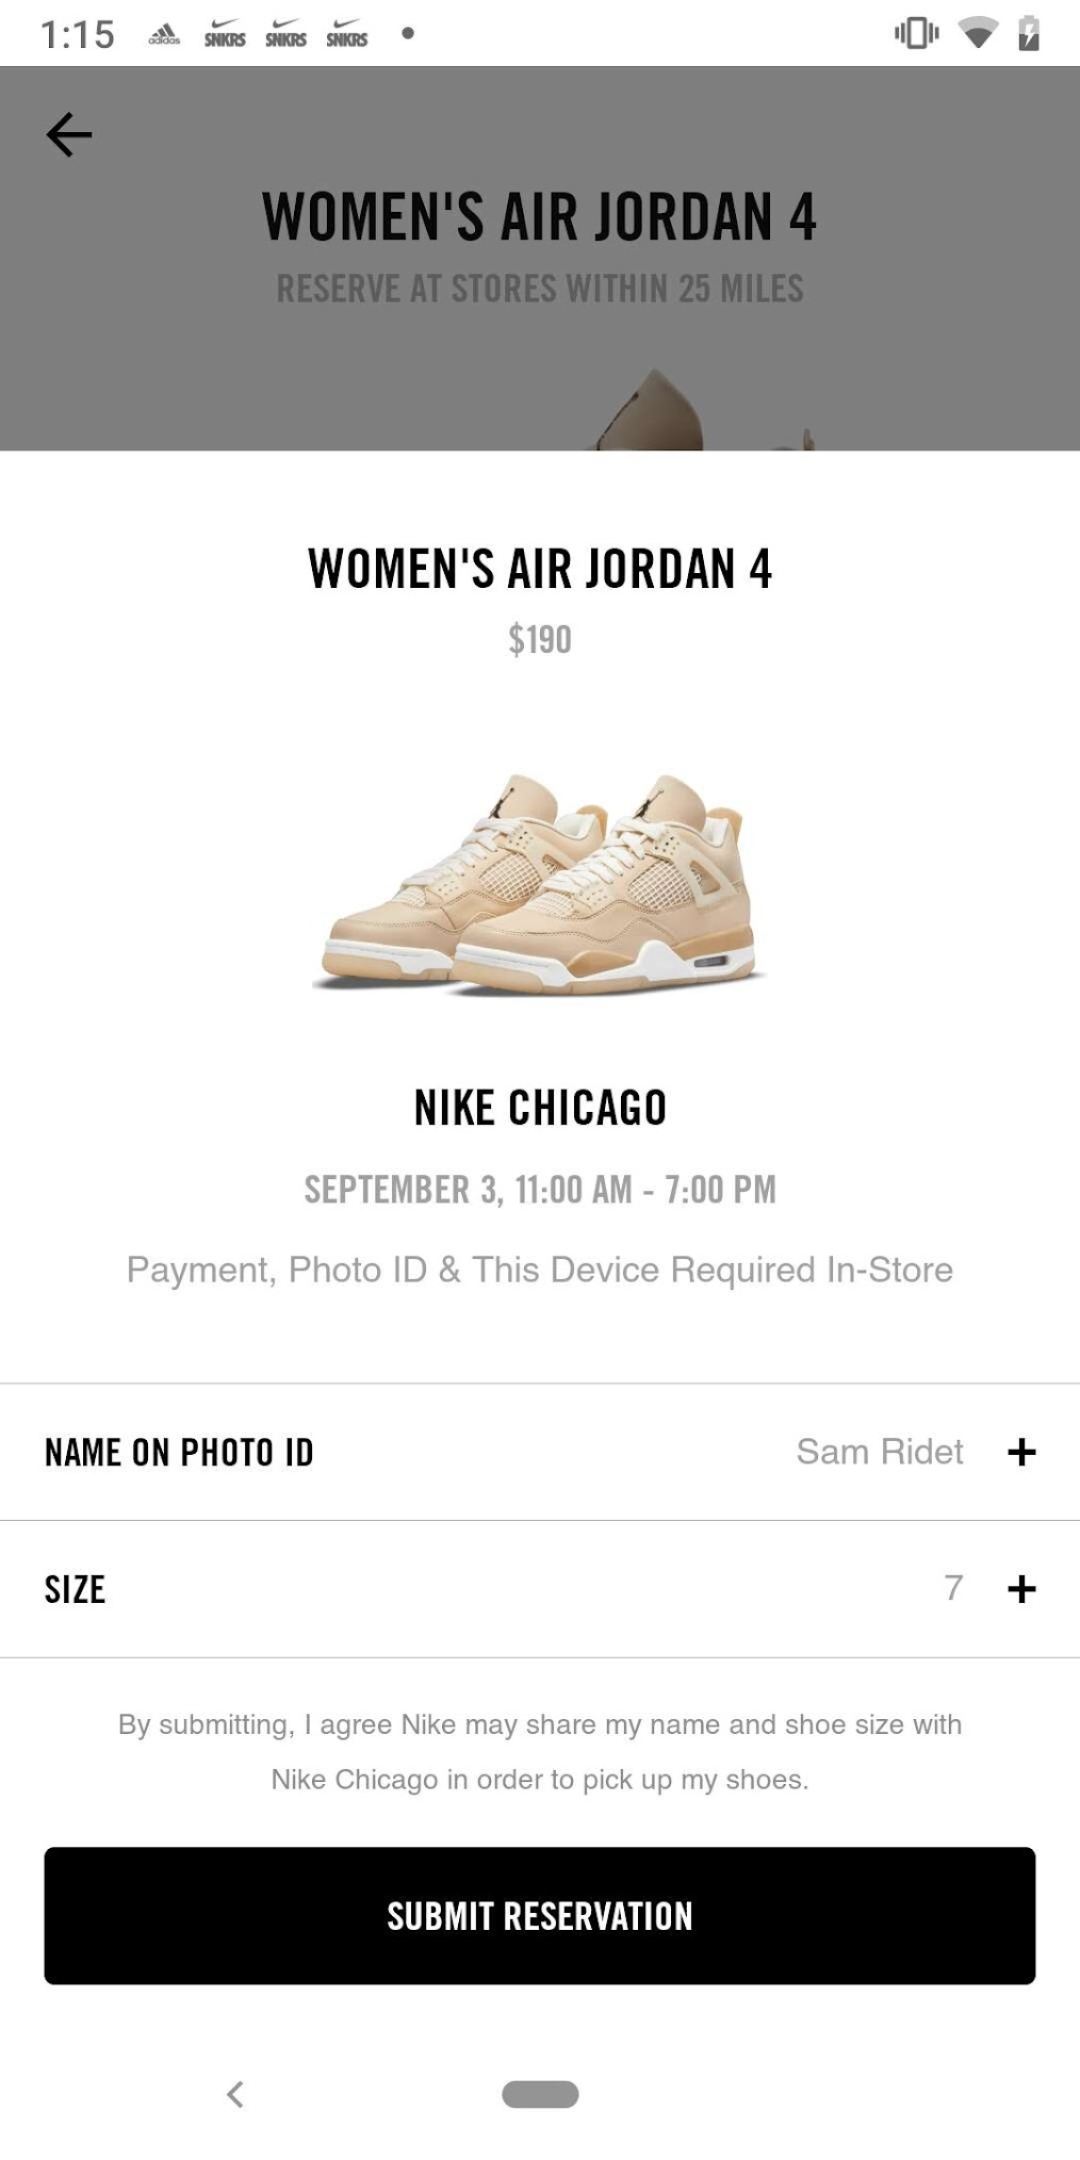 1:15
adidas
SNKRS
SNKRS
SNKRS
WOMEN'S AIR JORDAN 4
RESERVE AT STORES WITHIN 25 MILES
WOMEN'S AIR JORDAN 4
$190
NIKE CHICAGO
SEPTEMBER 3, 11:00 AM - 7:00 PM
Payment, Photo ID & This Device Required In-Store
NAME ON PHOTO ID Sam Ridet +
SIZE 7 +
By submitting, I agree Nike may share my name and shoe size with
Nike Chicago in order to pick up my shoes.
SUBMIT RESERVATION